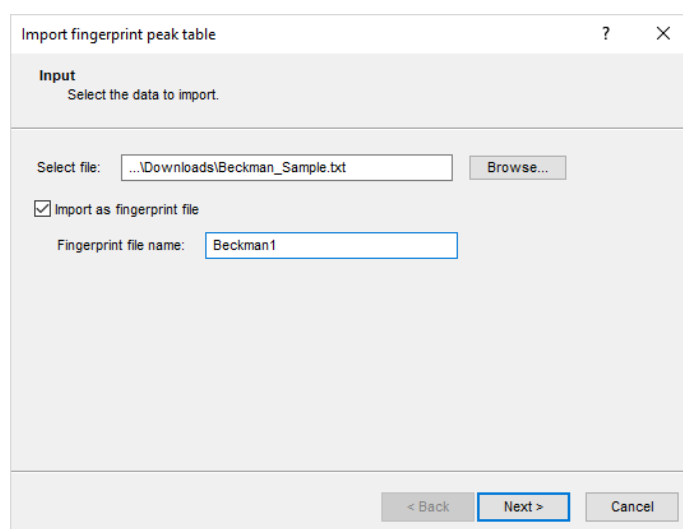 Import fingerprint peak table ? ×
Input
Select the data to import.
Select file: ...\Downloads\Beckman_Sample.txt Browse...
Import as fingerprint file
Fingerprint file name: Beckman1
< Back Next > Cancel